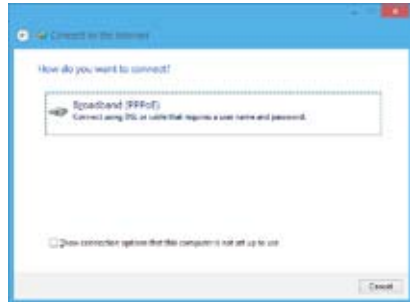 Connect to the Internet
How do you want to connect?
Broadband (PPPoE)
Connect using DSL or cable that requires a user name and password.
Show connection options that this computer is not set up to use
Cancel